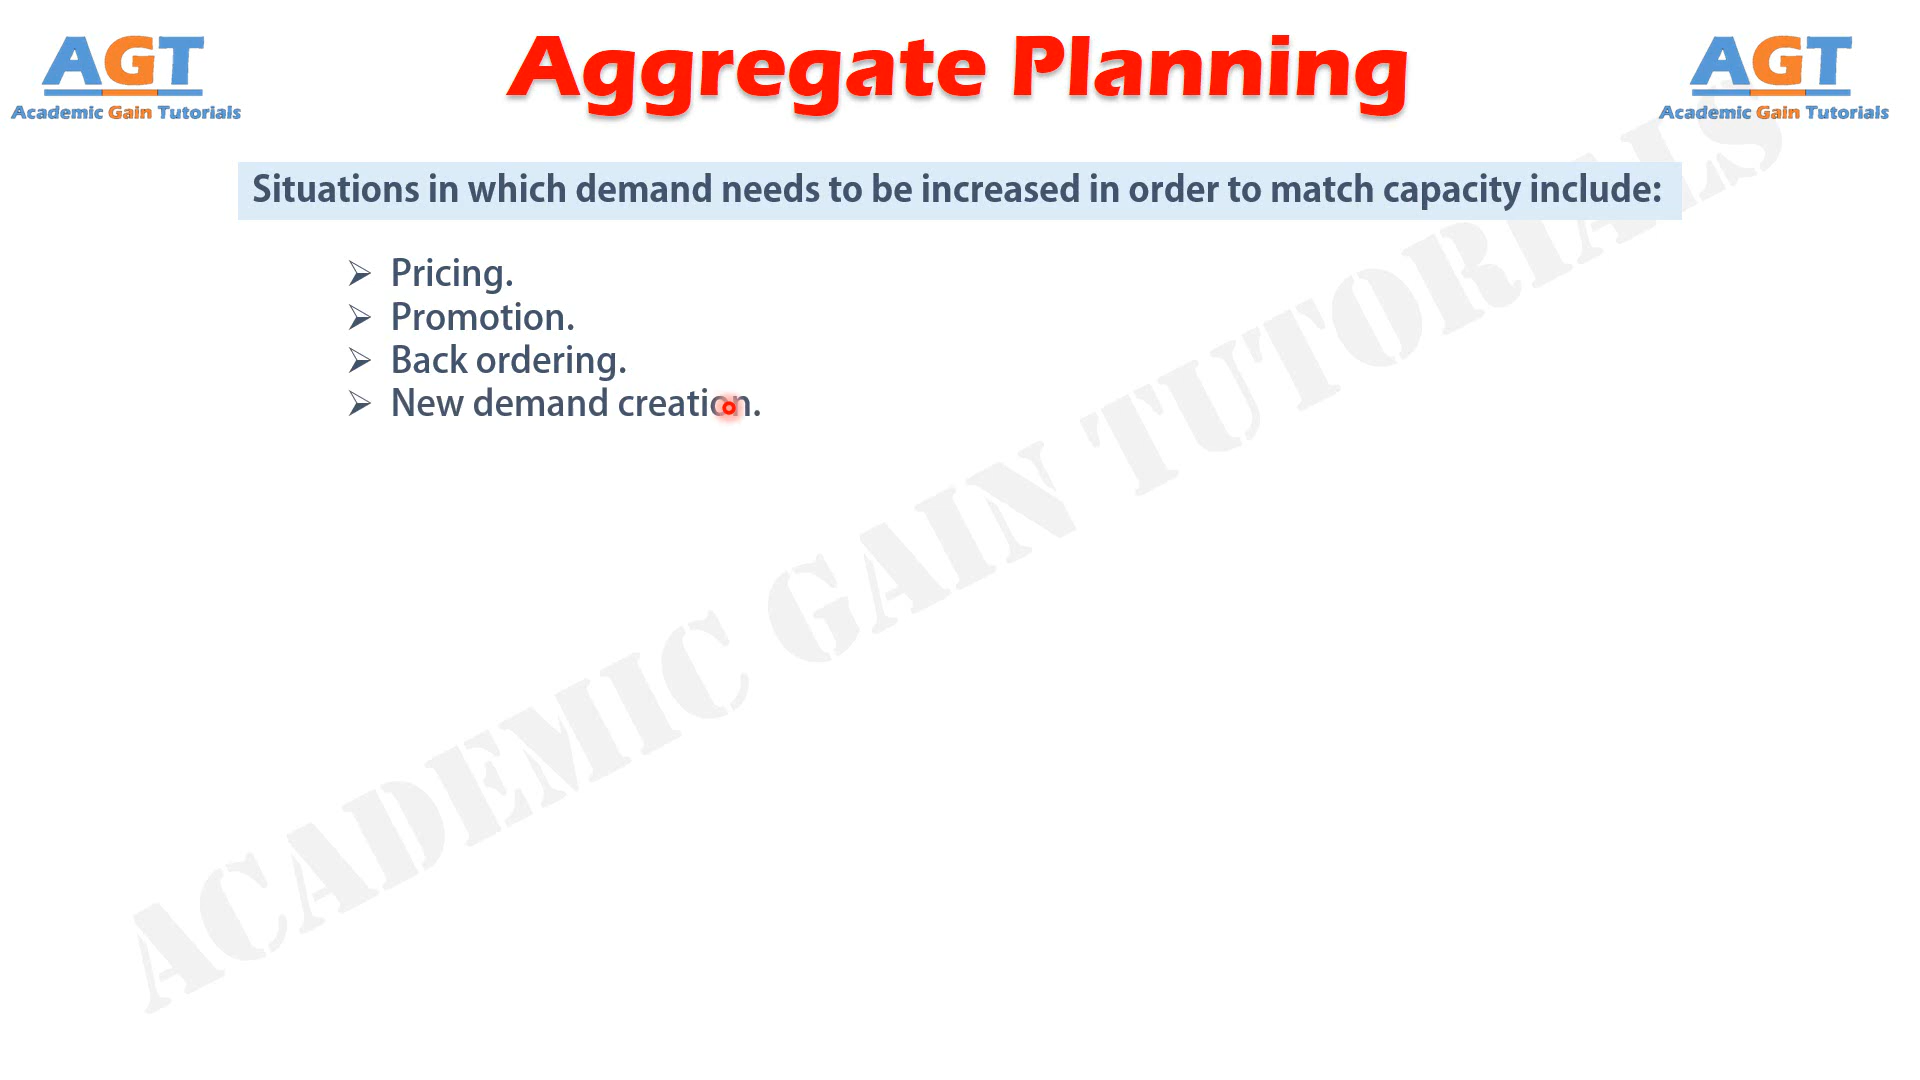 AGT
Academic Gain Tutorials
Aggregate Planning
AGT
Academic Gain Tutorials
Situations in which demand needs to be increased in order to match capacity include:
Pricing.
Promotion.
Back ordering.
New demand creation.
ACADEMIC GAIN TUTORIALS